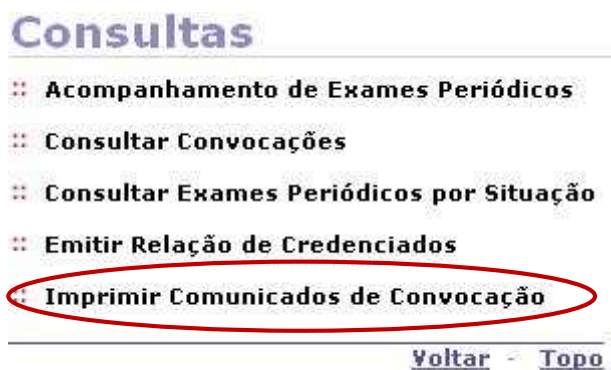 Consultas
:: Acompanhamento de Exames Periódicos
:: Consultar Convocações
:: Consultar Exames Periódicos por Situação
:: Emitir Relação de Credenciados
:: Imprimir Comunicados de Convocação
Voltar - Topo